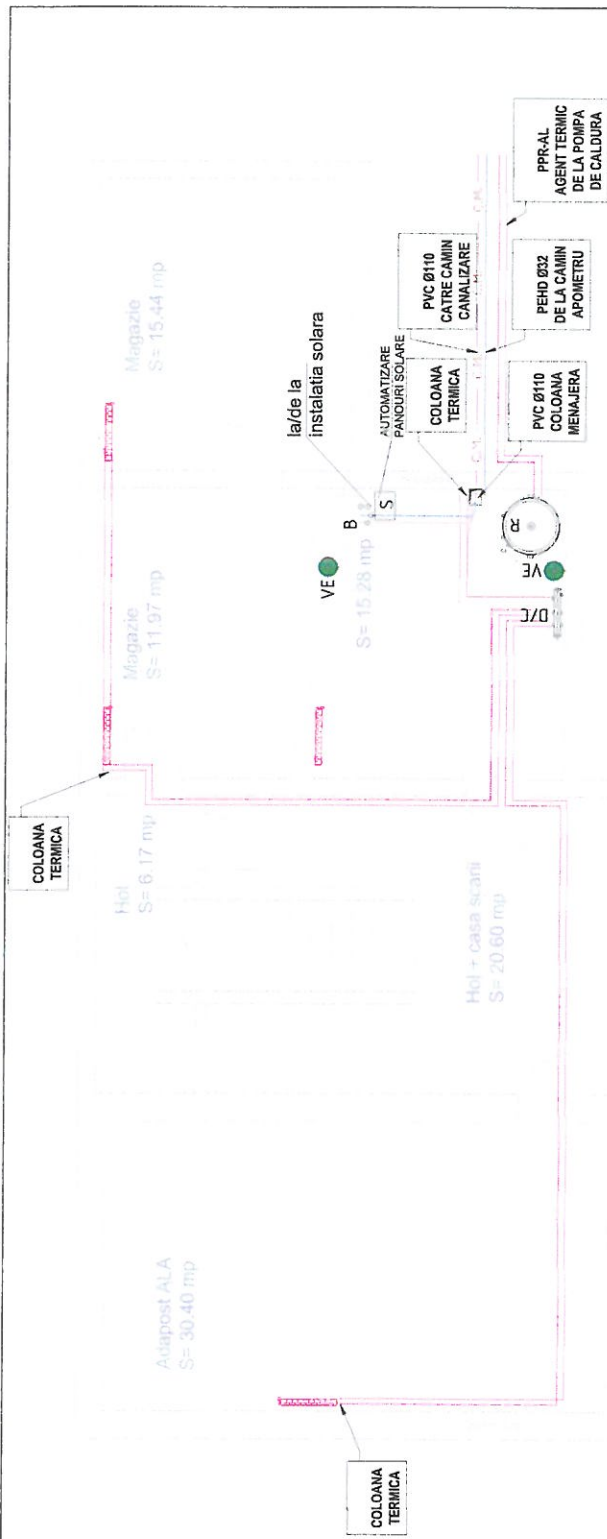 COLOANA
TERMICA
Magazie
S= 15.44 mp
Magazie
S= 11.97 mp
Hol
S= 6.17 mp
Adapost ALA
S= 30.40 mp
la/de la
instalatia solara
AUTOMATIZARE
PANOURI SOLARE
B
S
VE
S= 15.28 mp
COLOANA
TERMICA
PVC Ø110
CATRE CAMIN
CANALIZARE
C.M.
C.M.
C.M.
Hol + casa scarii
S= 20.60 mp
PVC Ø110
COLOANA
MENAJERA
PEHD Ø32
DE LA CAMIN
APOMETRU
PPR-AL
AGENT TERMIC
DE LA POMPA
DE CALDURA
R
VE
D/C
COLOANA
TERMICA